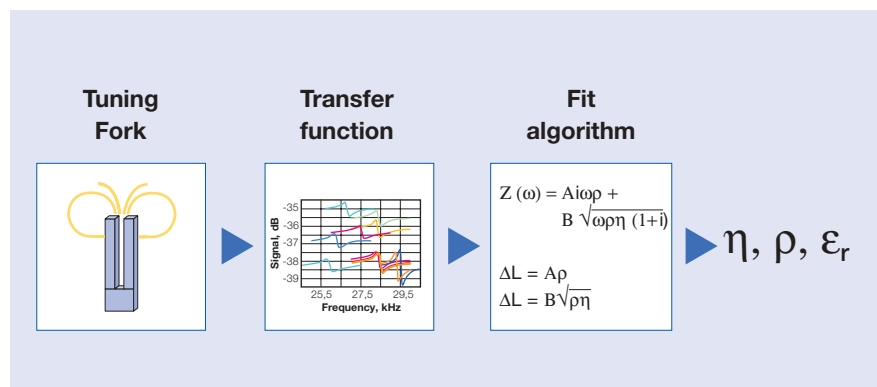 Tuning
Fork
Transfer
function
Fit
algorithm
Signal, dB
-35
-36
-37
-38
-39
25,5 27,5 29,5
Frequency, kHz
Z (ω) = Aiωρ +
B √ωρη (1+i)
ΔL = Aρ
ΔL = B√ρη
η, ρ, εr